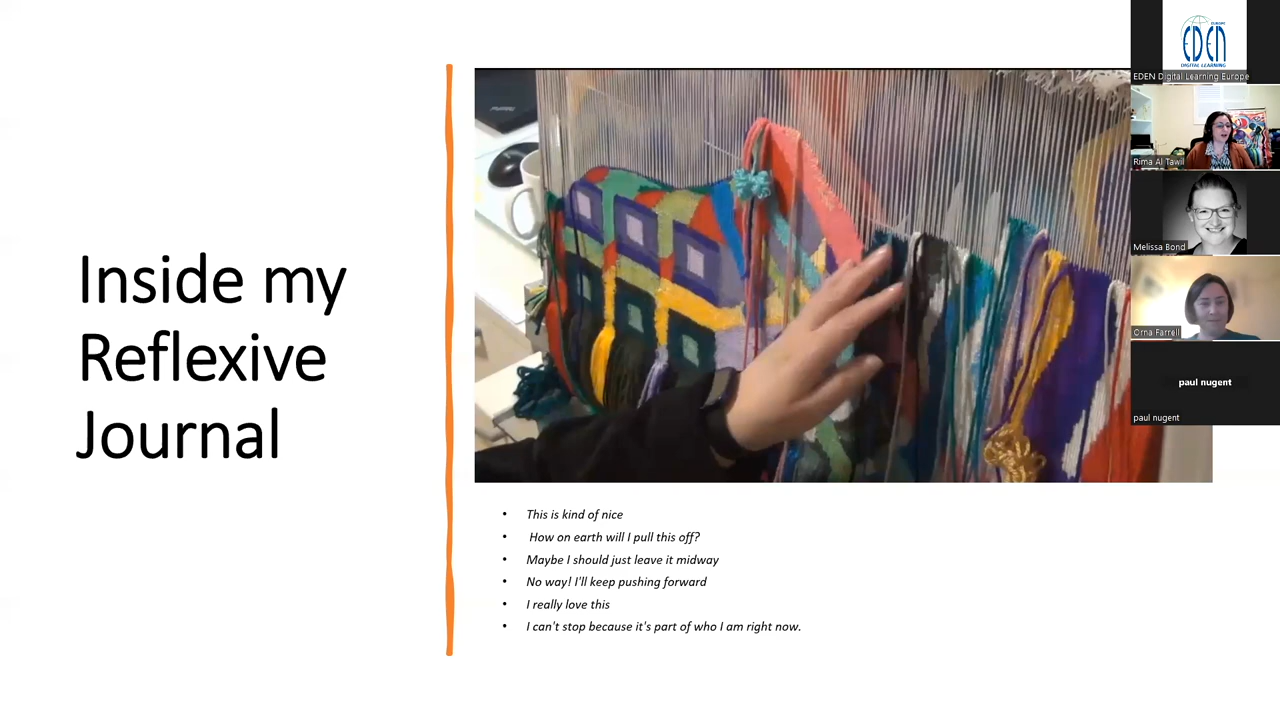 Inside my
Reflexive
Journal
• This is kind of nice
• How on earth will I pull this off?
• Maybe I should just leave it midway
• No way! I'll keep pushing forward
• I really love this
• I can't stop because it's part of who I am right now.
EUROPE
EDEN
DIGITAL LEARNING
EDEN Digital Learning Europe
Rima Al Tawil
Melissa Bond
Orna Farrell
paul nugent
paul nugent